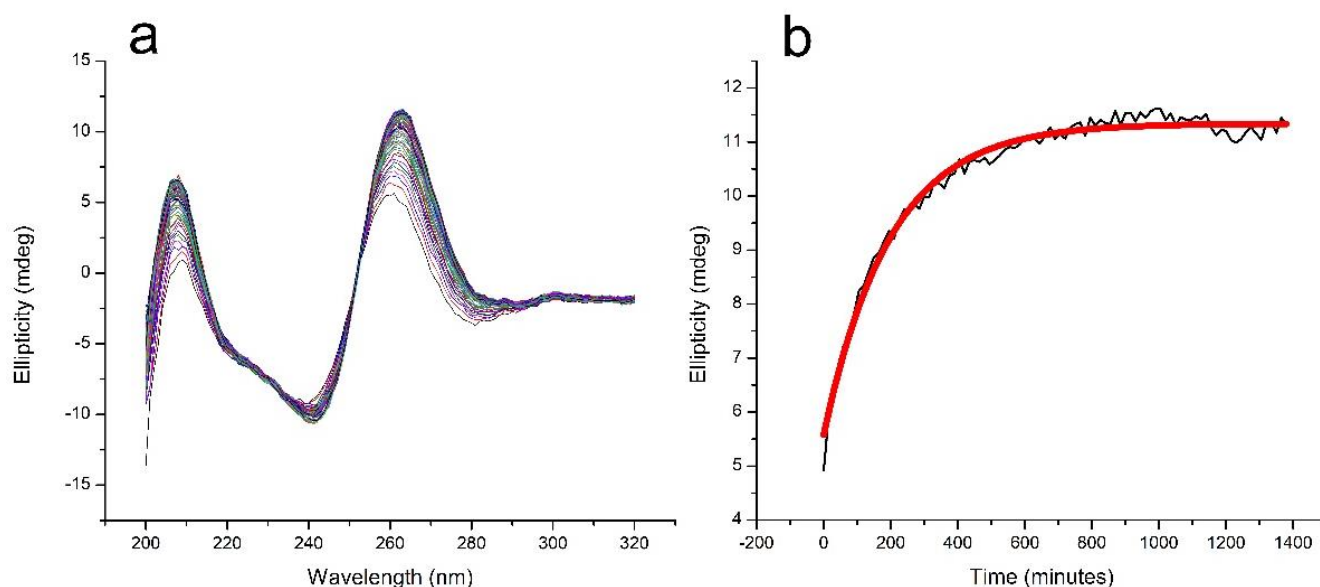 a
15
10
5
0
-5
-10
-15
Ellipticity (mdeg)
200 220 240 260 280 300 320
Wavelength (nm)
b
12
11
10
9
8
7
6
5
4
Ellipticity (mdeg)
-200 0 200 400 600 800 1000 1200 1400
Time (minutes)